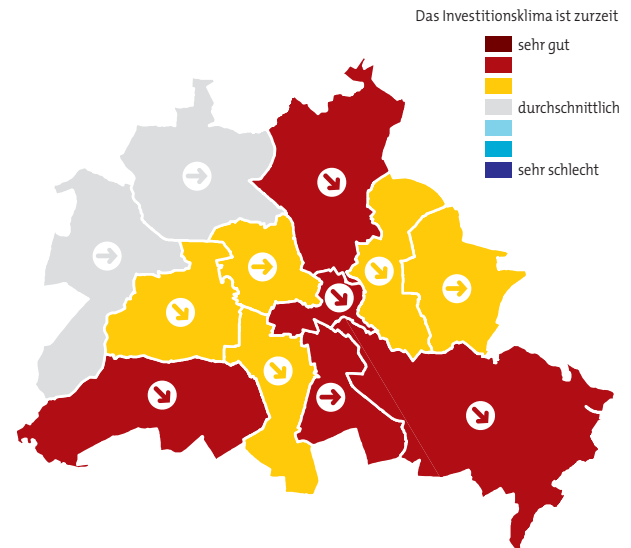 Das Investitionsklima ist zurzeit
sehr gut
durchschnittlich
sehr schlecht